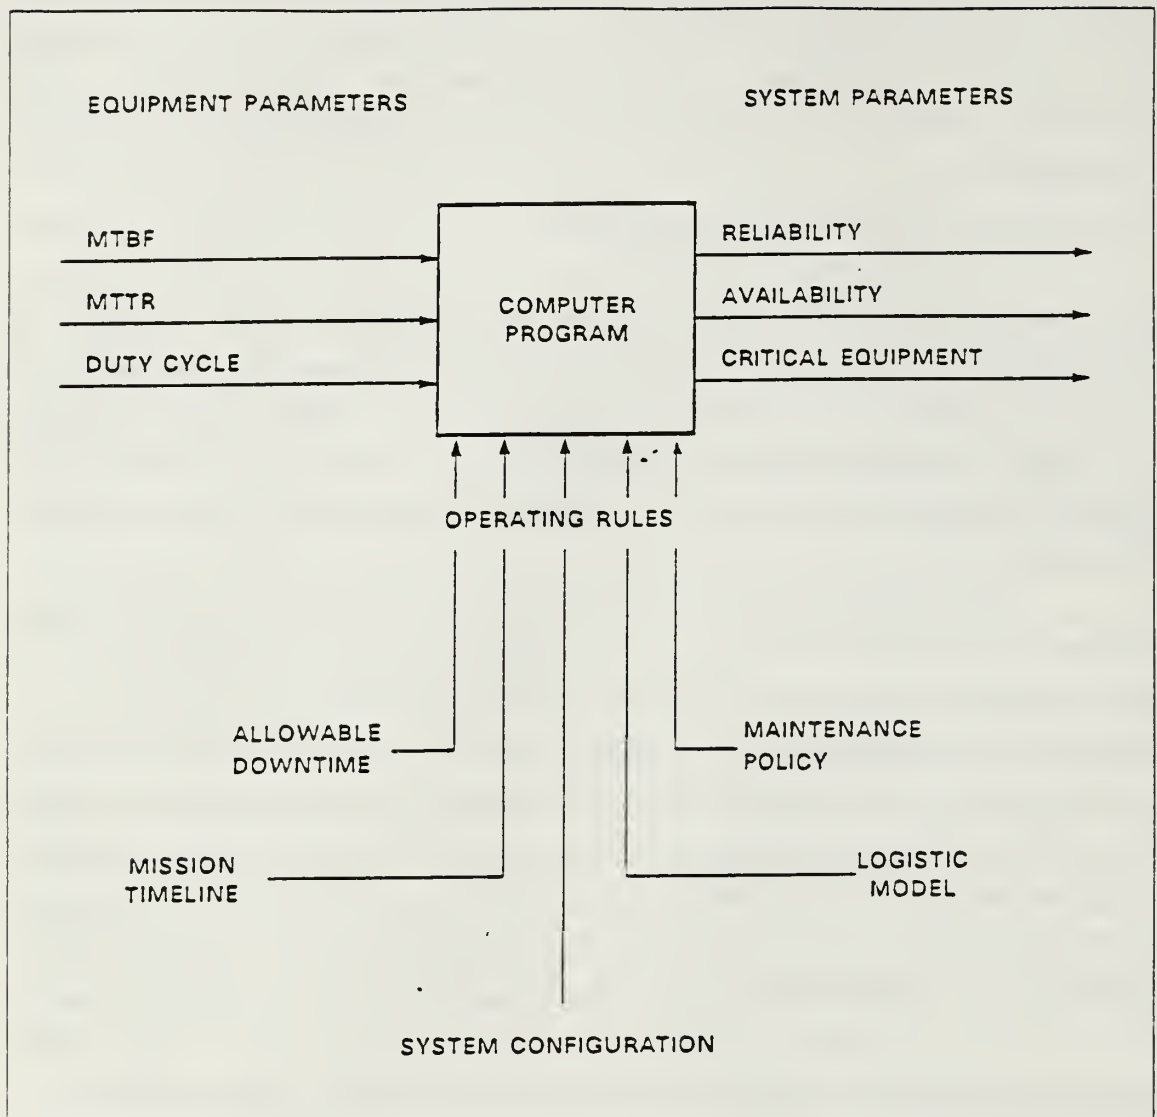 EQUIPMENT PARAMETERS
SYSTEM PARAMETERS
MTBF
MTTR
DUTY CYCLE
COMPUTER
PROGRAM
RELIABILITY
AVAILABILITY
CRITICAL EQUIPMENT
OPERATING RULES
ALLOWABLE
DOWNTIME
MAINTENANCE
POLICY
MISSION
TIMELINE
LOGISTIC
MODEL
SYSTEM CONFIGURATION